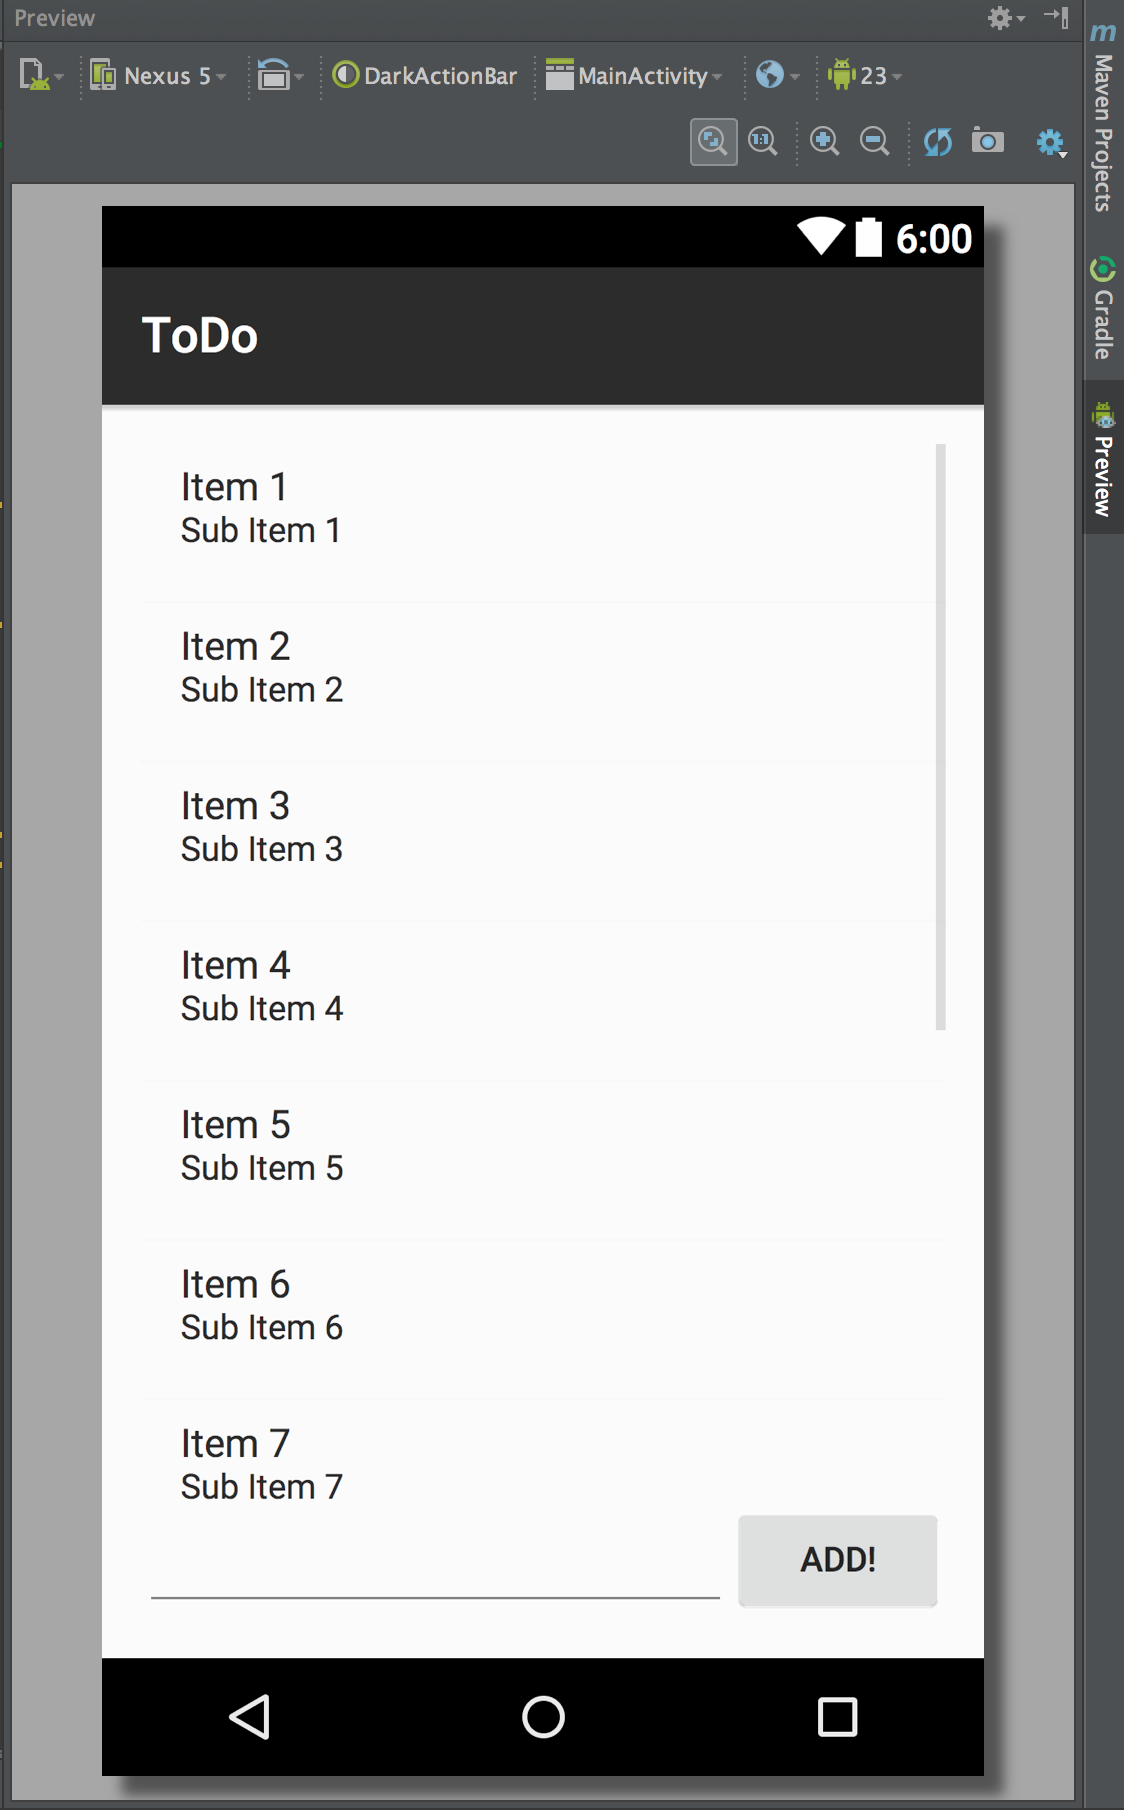 Preview
Nexus 5
DarkActionBar
MainActivity
23
1:1
Maven Projects
Gradle
Preview
6:00
ToDo
Item 1
Sub Item 1
Item 2
Sub Item 2
Item 3
Sub Item 3
Item 4
Sub Item 4
Item 5
Sub Item 5
Item 6
Sub Item 6
Item 7
Sub Item 7
ADD!